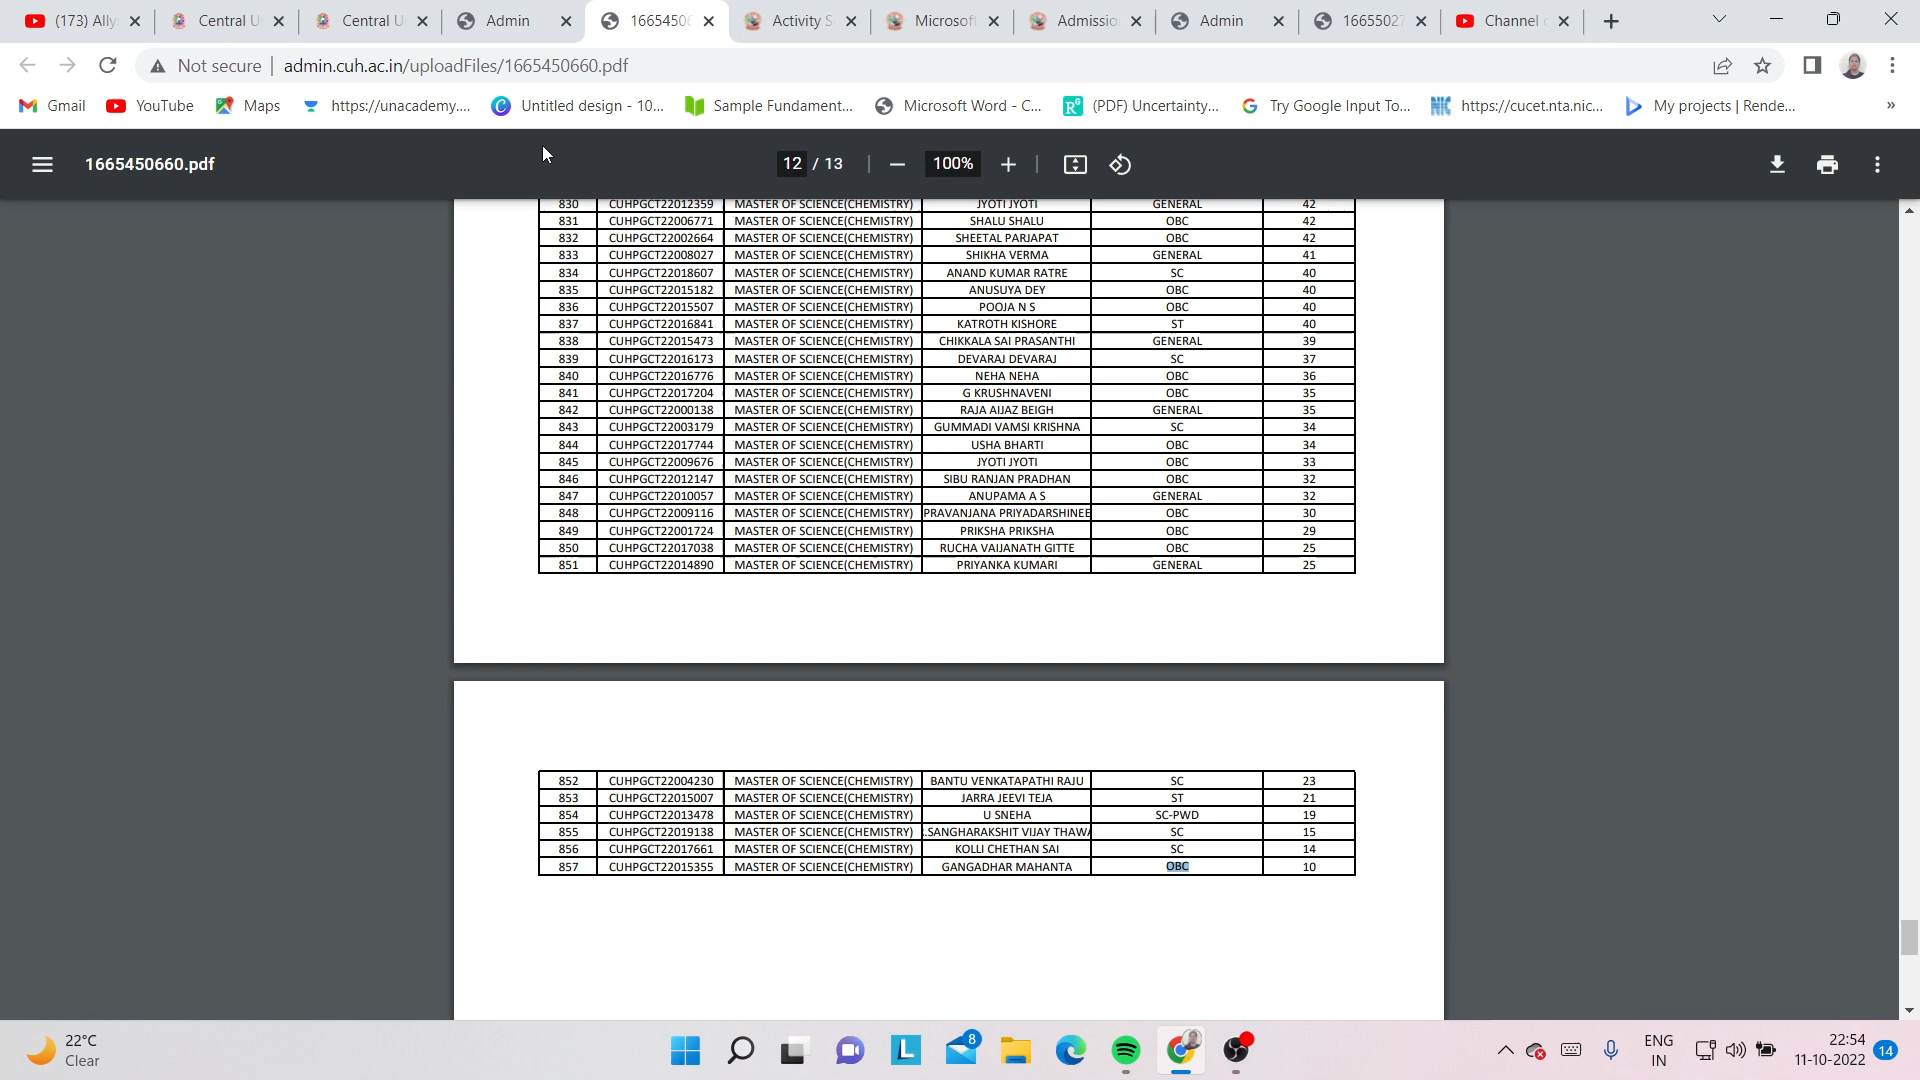 (173) Ally
Central U
Central U
Admin
16654506
Activity S
Microsoft
Admissio
Admin
16655027
Channel
Not secure
admin.cuh.ac.in/uploadFiles/1665450660.pdf
Gmail
YouTube
Maps
https://unacademy....
Untitled design - 10...
Sample Fundament...
Microsoft Word - C...
(PDF) Uncertainty...
Try Google Input To...
https://cucet.nta.nic...
My projects | Rende...
»
1665450660.pdf
12 / 13
100%
830 CUHPGCT22012359 MASTER OF SCIENCE(CHEMISTRY) JYOTI JYOTI GENERAL 42
831 CUHPGCT22006771 MASTER OF SCIENCE(CHEMISTRY) SHALU SHALU OBC 42
832 CUHPGCT22002664 MASTER OF SCIENCE(CHEMISTRY) SHEETAL PARJAPAT OBC 42
833 CUHPGCT22008027 MASTER OF SCIENCE(CHEMISTRY) SHIKHA VERMA GENERAL 41
834 CUHPGCT22018607 MASTER OF SCIENCE(CHEMISTRY) ANAND KUMAR RATRE SC 40
835 CUHPGCT22015182 MASTER OF SCIENCE(CHEMISTRY) ANUSUYA DEY OBC 40
836 CUHPGCT22015507 MASTER OF SCIENCE(CHEMISTRY) POOJA N S OBC 40
837 CUHPGCT22016841 MASTER OF SCIENCE(CHEMISTRY) KATROTH KISHORE ST 40
838 CUHPGCT22015473 MASTER OF SCIENCE(CHEMISTRY) CHIKKALA SAI PRASANTHI GENERAL 39
839 CUHPGCT22016173 MASTER OF SCIENCE(CHEMISTRY) DEVARAJ DEVARAJ SC 37
840 CUHPGCT22016776 MASTER OF SCIENCE(CHEMISTRY) NEHA NEHA OBC 36
841 CUHPGCT22017204 MASTER OF SCIENCE(CHEMISTRY) G KRUSHNAVENI OBC 35
842 CUHPGCT22000138 MASTER OF SCIENCE(CHEMISTRY) RAJA AIJAZ BEIGH GENERAL 35
843 CUHPGCT22003179 MASTER OF SCIENCE(CHEMISTRY) GUMMADI VAMSI KRISHNA SC 34
844 CUHPGCT22017744 MASTER OF SCIENCE(CHEMISTRY) USHA BHARTI OBC 34
845 CUHPGCT22009676 MASTER OF SCIENCE(CHEMISTRY) JYOTI JYOTI OBC 33
846 CUHPGCT22012147 MASTER OF SCIENCE(CHEMISTRY) SIBU RANJAN PRADHAN OBC 32
847 CUHPGCT22010057 MASTER OF SCIENCE(CHEMISTRY) ANUPAMA A S GENERAL 32
848 CUHPGCT22009116 MASTER OF SCIENCE(CHEMISTRY) PRAVANJANA PRIYADARSHINEE OBC 30
849 CUHPGCT22001724 MASTER OF SCIENCE(CHEMISTRY) PRIKSHA PRIKSHA OBC 29
850 CUHPGCT22017038 MASTER OF SCIENCE(CHEMISTRY) RUCHA VAIJANATH GITTE OBC 25
851 CUHPGCT22014890 MASTER OF SCIENCE(CHEMISTRY) PRIYANKA KUMARI GENERAL 25
852 CUHPGCT22004230 MASTER OF SCIENCE(CHEMISTRY) BANTU VENKATAPATHI RAJU SC 23
853 CUHPGCT22015007 MASTER OF SCIENCE(CHEMISTRY) JARRA JEEVI TEJA ST 21
854 CUHPGCT22013478 MASTER OF SCIENCE(CHEMISTRY) U SNEHA SC-PWD 19
855 CUHPGCT22019138 MASTER OF SCIENCE(CHEMISTRY) .SANGHARAKSHIT VIJAY THAWA SC 15
856 CUHPGCT22017661 MASTER OF SCIENCE(CHEMISTRY) KOLLI CHETHAN SAI SC 14
857 CUHPGCT22015355 MASTER OF SCIENCE(CHEMISTRY) GANGADHAR MAHANTA OBC 10
22°C
Clear
L
8
ENG
IN
22:54
11-10-2022
14